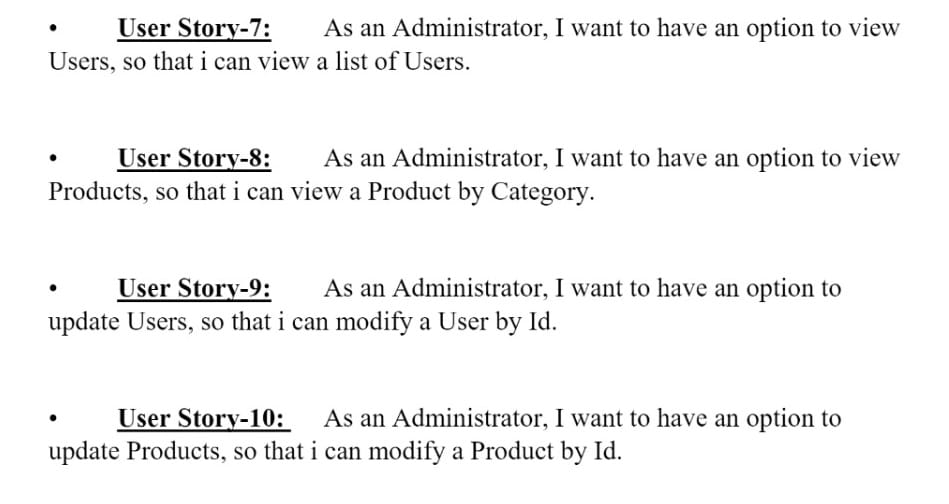 • User Story-7: As an Administrator, I want to have an option to view
Users, so that i can view a list of Users.
• User Story-8: As an Administrator, I want to have an option to view
Products, so that i can view a Product by Category.
• User Story-9: As an Administrator, I want to have an option to
update Users, so that i can modify a User by Id.
• User Story-10: As an Administrator, I want to have an option to
update Products, so that i can modify a Product by Id.